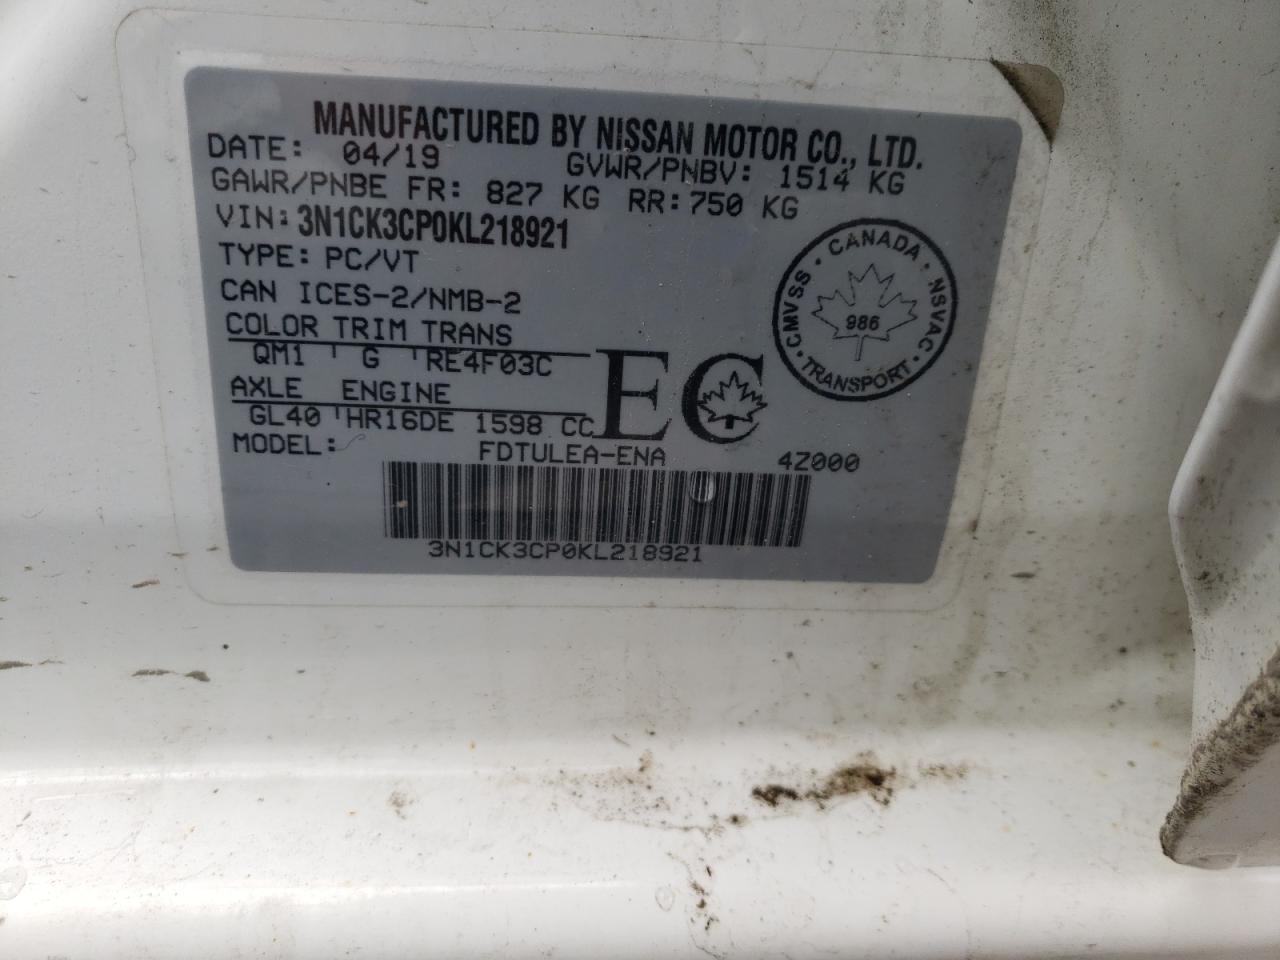 MANUFACTURED BY NISSAN MOTOR CO., LTD.
DATE: 04/19 GVWR/PNBV: 1514 KG
GAWR/PNBE FR: 827 KG RR: 750 KG
VIN: 3N1CK3CP0KL218921
TYPE: PC/VT
CAN ICES-2/NMB-2
COLOR TRIM TRANS
QM1 G RE4F03C
AXLE ENGINE
GL40 HR16DE 1598 CC
MODEL: FDTULEA-ENA 4Z000
3N1CK3CP0KL218921
EC
CMVSS · CANADA · NSVAC · TRANSPORT
986